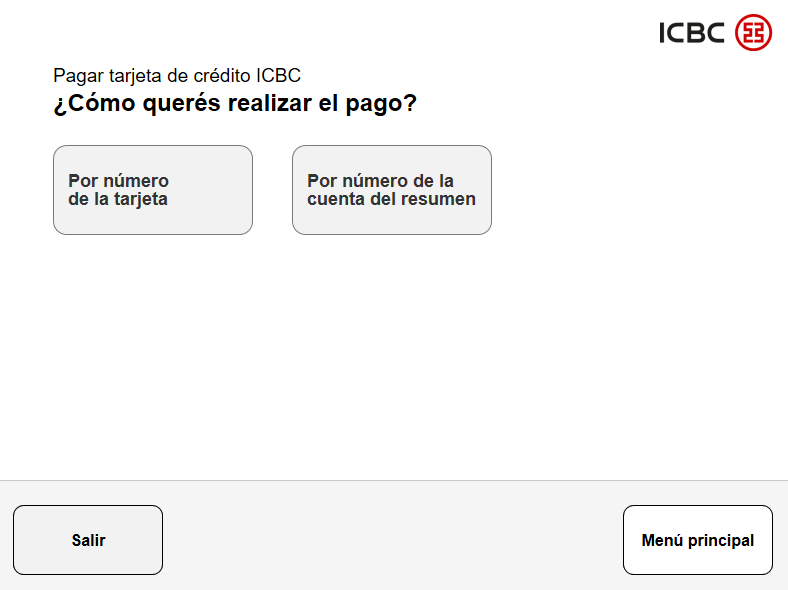 ICBC
Pagar tarjeta de crédito ICBC
¿Cómo querés realizar el pago?
Por número
de la tarjeta
Por número de la
cuenta del resumen
Salir
Menú principal